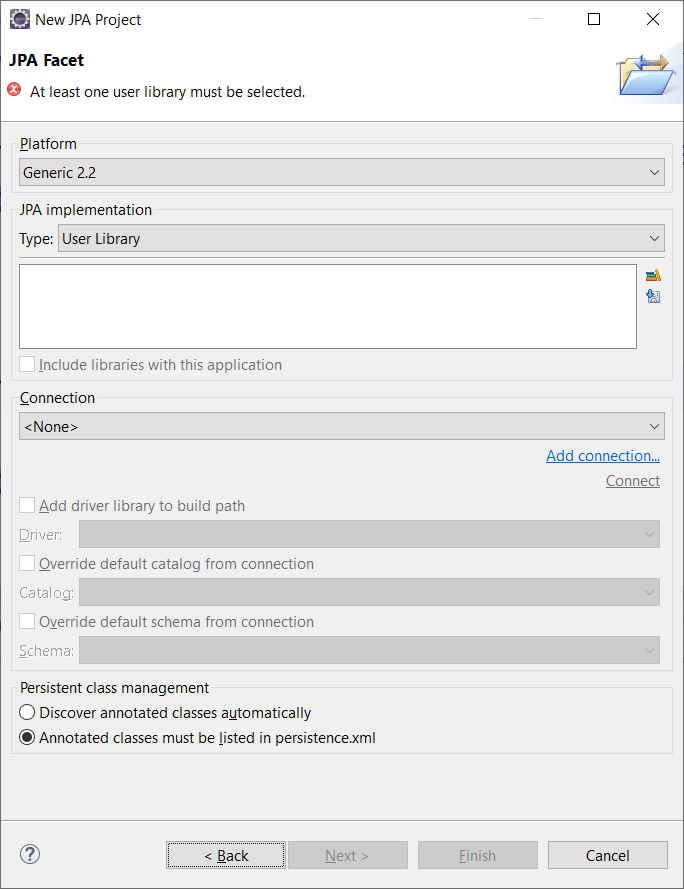 New JPA Project
JPA Facet
At least one user library must be selected.
Platform
Generic 2.2
JPA implementation
Type: User Library
Include libraries with this application
Connection
<None>
Add connection...
Connect
Add driver library to build path
Driver:
Override default catalog from connection
Catalog:
Override default schema from connection
Schema:
Persistent class management
Discover annotated classes automatically
Annotated classes must be listed in persistence.xml
? < Back Next > Finish Cancel